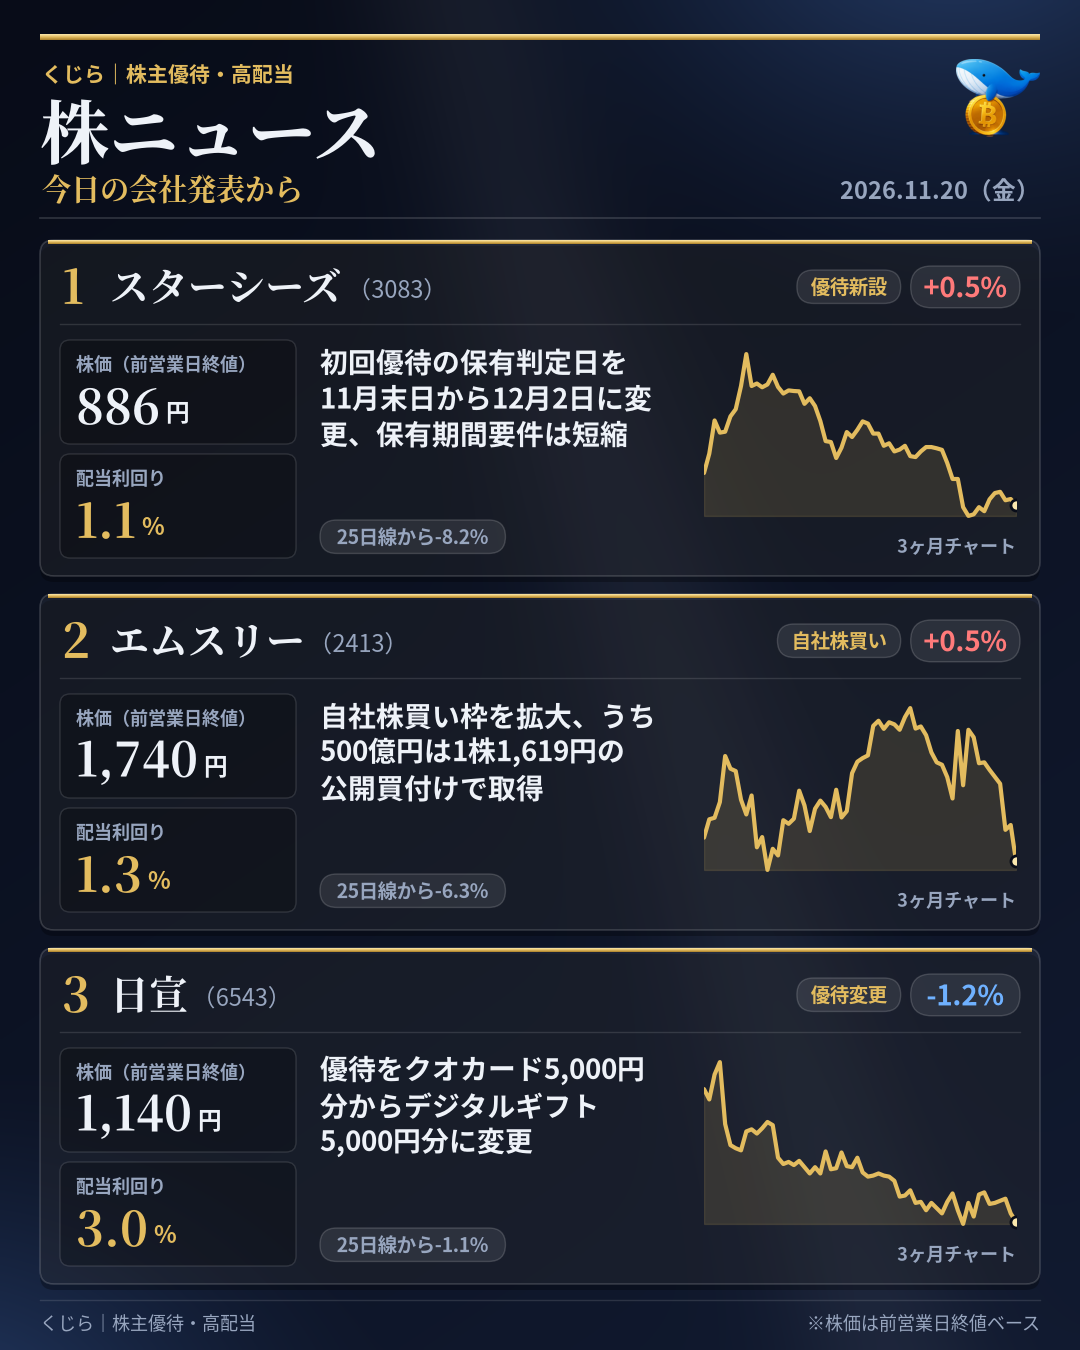 くじら｜株主優待・高配当
株ニュース
今日の会社発表から
2026.11.20（金）
1 スターシーズ（3083） 優待新設 +0.5%
株価（前営業日終値）
886円
配当利回り
1.1%
初回優待の保有判定日を
11月末日から12月2日に変
更、保有期間要件は短縮
25日線から-8.2%
3ヶ月チャート
2 エムスリー（2413） 自社株買い +0.5%
株価（前営業日終値）
1,740円
配当利回り
1.3%
自社株買い枠を拡大、うち
500億円は1株1,619円の
公開買付けで取得
25日線から-6.3%
3ヶ月チャート
3 日宣（6543） 優待変更 -1.2%
株価（前営業日終値）
1,140円
配当利回り
3.0%
優待をクオカード5,000円
分からデジタルギフト
5,000円分に変更
25日線から-1.1%
3ヶ月チャート
くじら｜株主優待・高配当
※株価は前営業日終値ベース